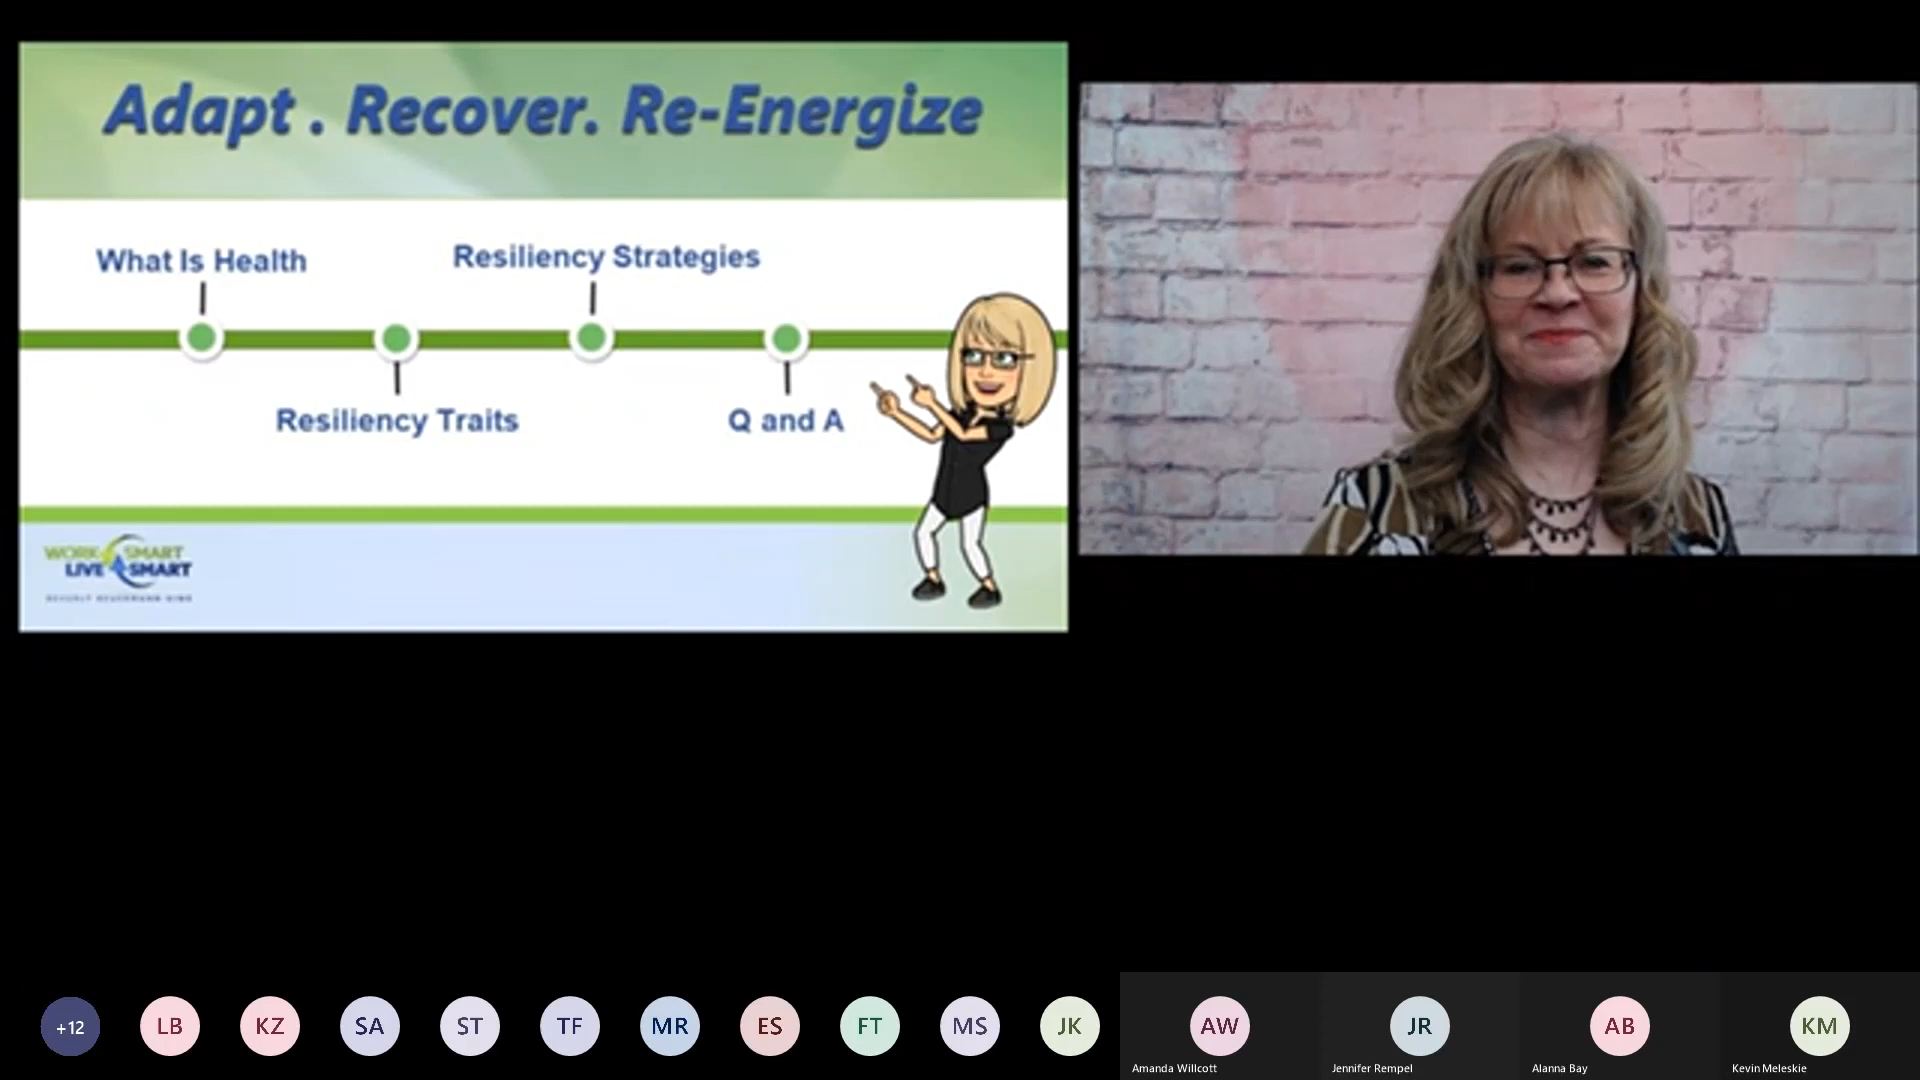 Adapt . Recover. Re-Energize
What Is Health
Resiliency Strategies
Resiliency Traits
Q and A
WORK SMART
LIVE SMART
+12
LB
KZ
SA
ST
TF
MR
ES
FT
MS
JK
AW
JR
AB
KM
Amanda Willcott
Jennifer Rempel
Alanna Bay
Kevin Meleskie